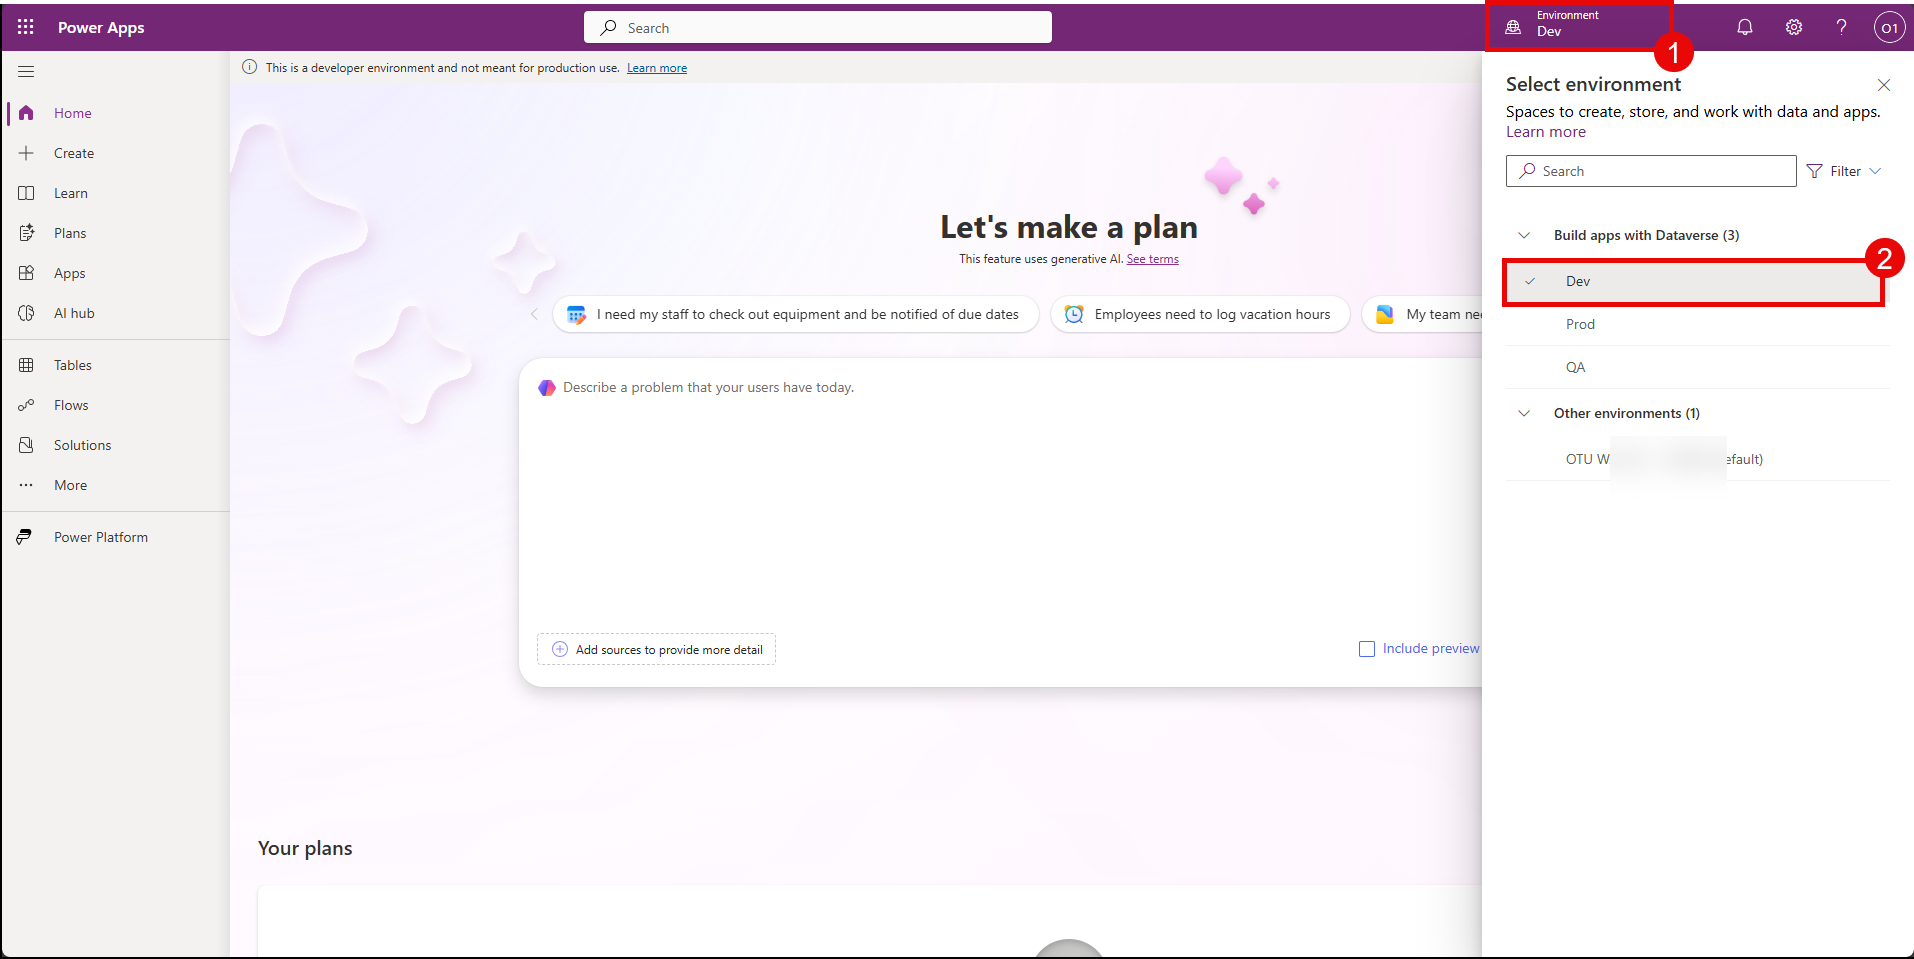 Power Apps
Search
Environment
Dev
O1
1
This is a developer environment and not meant for production use. Learn more
Home
Create
Learn
Plans
Apps
AI hub
Tables
Flows
Solutions
More
Power Platform
Let's make a plan
This feature uses generative AI. See terms
I need my staff to check out equipment and be notified of due dates
Employees need to log vacation hours
My team nee
Describe a problem that your users have today.
Add sources to provide more detail
Include preview
Your plans
Select environment
Spaces to create, store, and work with data and apps.
Learn more
Search
Filter
Build apps with Dataverse (3)
2
Dev
Prod
QA
Other environments (1)
OTU W efault)